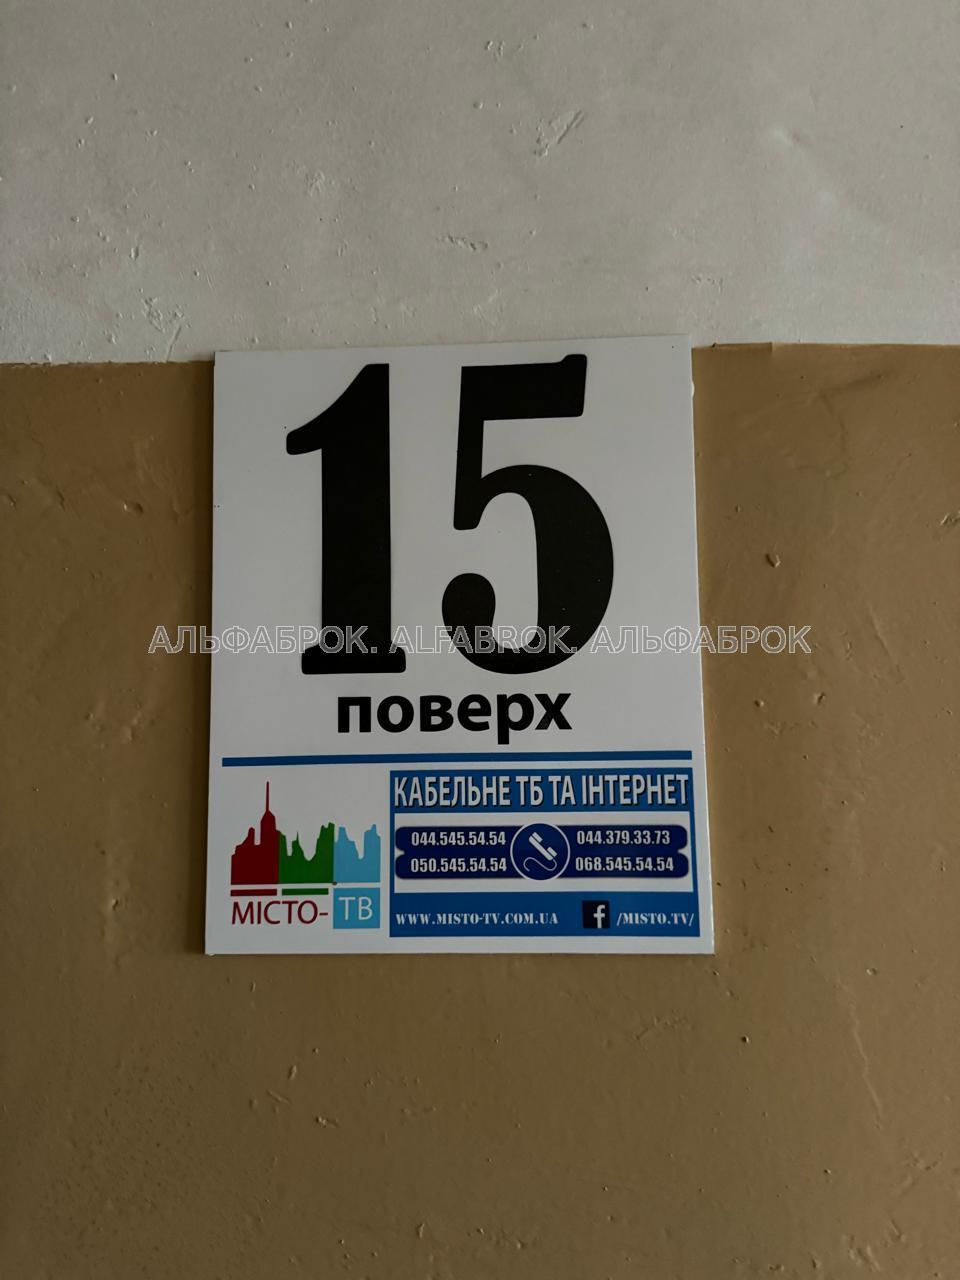 15
АЛЬФАБРОК. ALFABROK. АЛЬФАБРОК
поверх
КАБЕЛЬНЕ ТБ ТА ІНТЕРНЕТ
044.545.54.54 044.379.33.73
050.545.54.54 068.545.54.54
МІСТО-ТВ
WWW.MISTO-TV.COM.UA f /MISTO.TV/